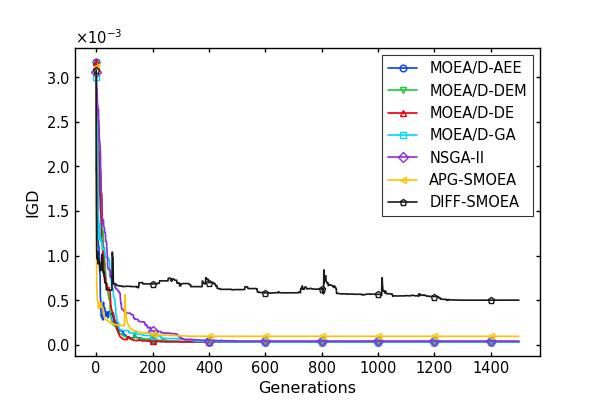 ×10⁻³
3.0
2.5
2.0
1.5
1.0
0.5
0.0
IGD
0 200 400 600 800 1000 1200 1400
Generations
MOEA/D-AEE
MOEA/D-DEM
MOEA/D-DE
MOEA/D-GA
NSGA-II
APG-SMOEA
DIFF-SMOEA